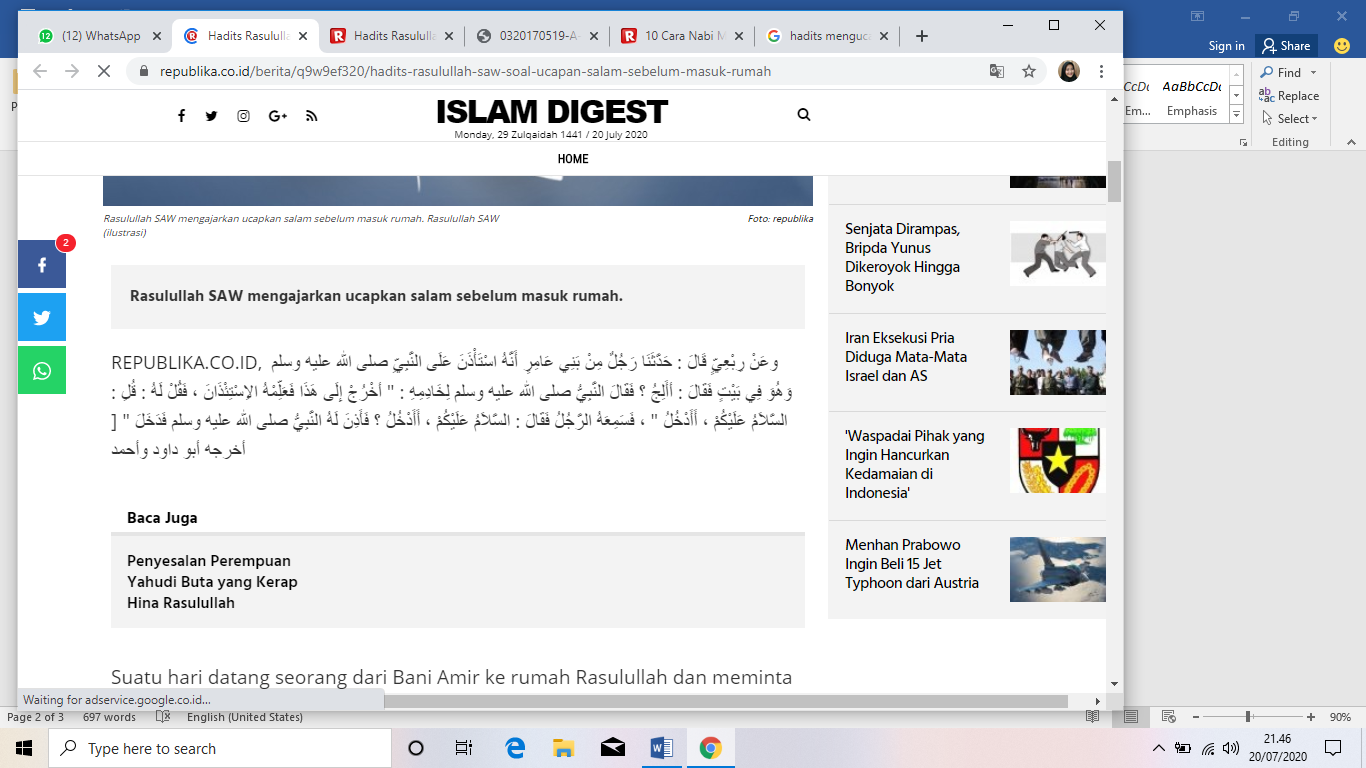 (12) WhatsApp
Hadits Rasulull
Hadits Rasulull
0320170519-A-
10 Cara Nabi M
hadits menguca
Sign in
Share
republika.co.id/berita/q9w9ef320/hadits-rasulullah-saw-soal-ucapan-salam-sebelum-masuk-rumah
Find
Replace
Select
Editing
AaBbCcDc
Em...
Emphasis
ISLAM DIGEST
Monday, 29 Zulqaidah 1441 / 20 July 2020
HOME
Rasulullah SAW mengajarkan ucapkan salam sebelum masuk rumah. Rasulullah SAW
(ilustrasi)
Foto: republika
2
Rasulullah SAW mengajarkan ucapkan salam sebelum masuk rumah.
REPUBLIKA.CO.ID, وعَنْ رِبْعِيٍّ قَالَ : حَدَّثَنَا رَجُلٌ مِنْ بَنِي عَامِرٍ أَنَّهُ اسْتَأْذَنَ عَلَى النَّبِيِّ صلى الله عليه وسلم
وَهُوَ فِي بَيْتٍ فَقَالَ : أَأَلِجُ ؟ فَقَالَ النَّبِيُّ صلى الله عليه وسلم لِخَادِمِهِ : " أخْرُجْ إِلَى هَذَا فَعَلِّمْهُ الاِسْتِئْذَانَ ، فَقُلْ لَهُ : قُلِ :
السَّلاَمُ عَلَيْكُمْ ، أَأَدْخُلُ " ، فَسَمِعَهُ الرَّجُلُ فَقَالَ : السَّلاَمُ عَلَيْكُمْ ، أَأَدْخُلُ ؟ فَأَذِنَ لَهُ النَّبِيُّ صلى الله عليه وسلم فَدَخَلَ " [
أخرجه أبو داود وأحمد
Baca Juga
Penyesalan Perempuan
Yahudi Buta yang Kerap
Hina Rasulullah
Suatu hari datang seorang dari Bani Amir ke rumah Rasulullah dan meminta
Senjata Dirampas,
Bripda Yunus
Dikeroyok Hingga
Bonyok
Iran Eksekusi Pria
Diduga Mata-Mata
Israel dan AS
'Waspadai Pihak yang
Ingin Hancurkan
Kedamaian di
Indonesia'
Menhan Prabowo
Ingin Beli 15 Jet
Typhoon dari Austria
Waiting for adservice.google.co.id...
Page 2 of 3
697 words
English (United States)
90%
Type here to search
21.46
20/07/2020